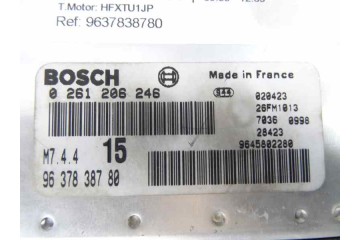 T.Motor: HFXTU1JP
Ref: 9637838780
BOSCH
Made in France
0 261 206 246
020423
26FM1013
7036 0998
28423
9645802280
M7.4.4 15
96 378 387 80